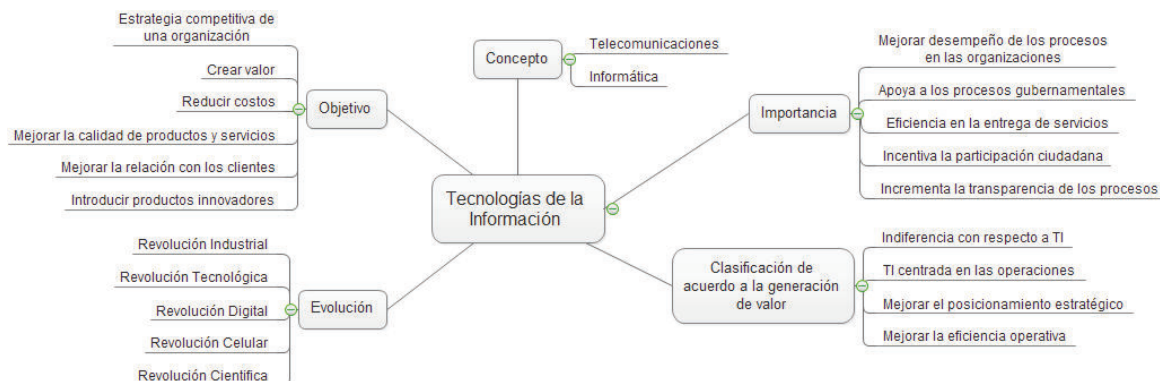 Tecnologías de la
Información
Concepto
Telecomunicaciones
Informática
Objetivo
Estrategia competitiva de
una organización
Crear valor
Reducir costos
Mejorar la calidad de productos y servicios
Mejorar la relación con los clientes
Introducir productos innovadores
Importancia
Mejorar desempeño de los procesos
en las organizaciones
Apoya a los procesos gubernamentales
Eficiencia en la entrega de servicios
Incentiva la participación ciudadana
Incrementa la transparencia de los procesos
Evolución
Revolución Industrial
Revolución Tecnológica
Revolución Digital
Revolución Celular
Revolución Científica
Clasificación de
acuerdo a la generación
de valor
Indiferencia con respecto a TI
TI centrada en las operaciones
Mejorar el posicionamiento estratégico
Mejorar la eficiencia operativa